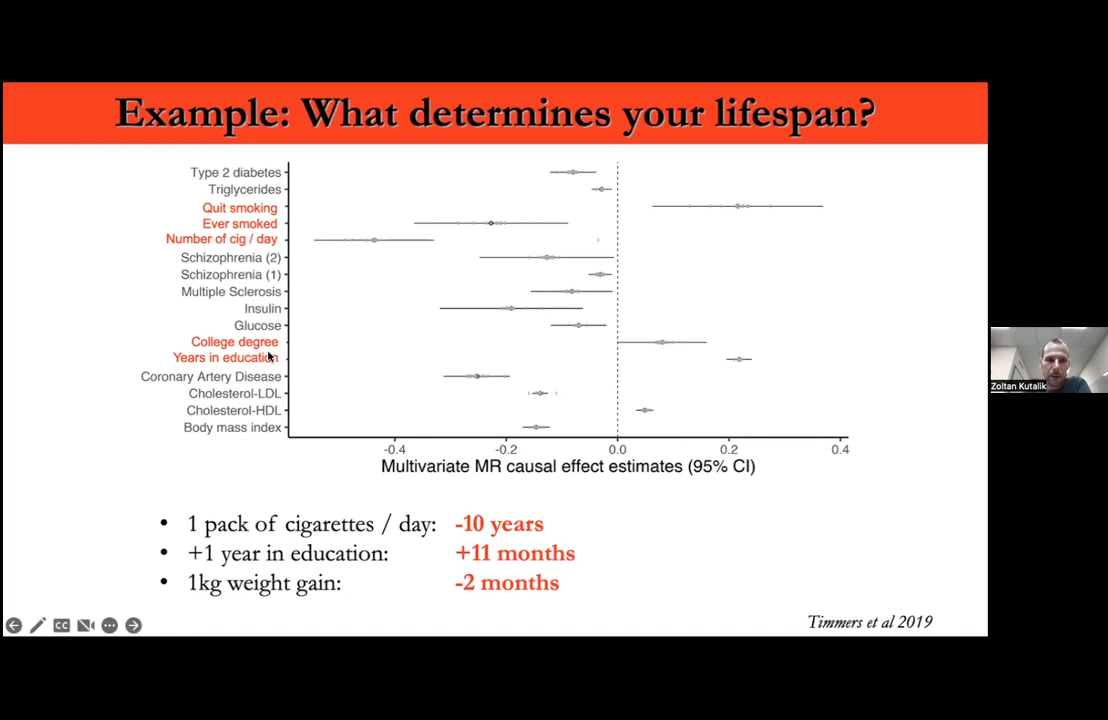 Example: What determines your lifespan?
Type 2 diabetes
Triglycerides
Quit smoking
Ever smoked
Number of cig / day
Schizophrenia (2)
Schizophrenia (1)
Multiple Sclerosis
Insulin
Glucose
College degree
Years in education
Coronary Artery Disease
Cholesterol-LDL
Cholesterol-HDL
Body mass index
-0.4 -0.2 0.0 0.2 0.4
Multivariate MR causal effect estimates (95% CI)
• 1 pack of cigarettes / day: -10 years
• +1 year in education: +11 months
• 1kg weight gain: -2 months
Timmers et al 2019
CC
Zoltan Kutalik